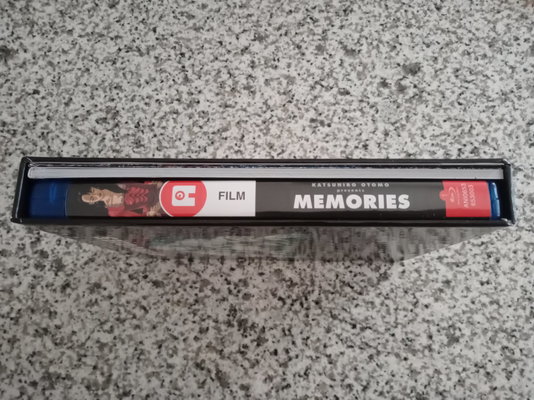 FILM
KATSUHIRO OTOMO
presents
MEMORIES